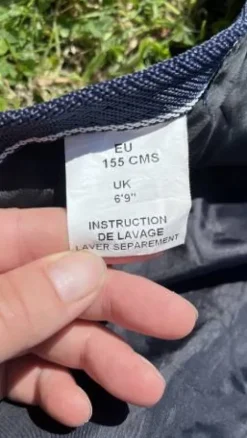 EU
155 CMS
UK
6'9"
INSTRUCTION
DE LAVAGE
LAVER SEPAREMENT